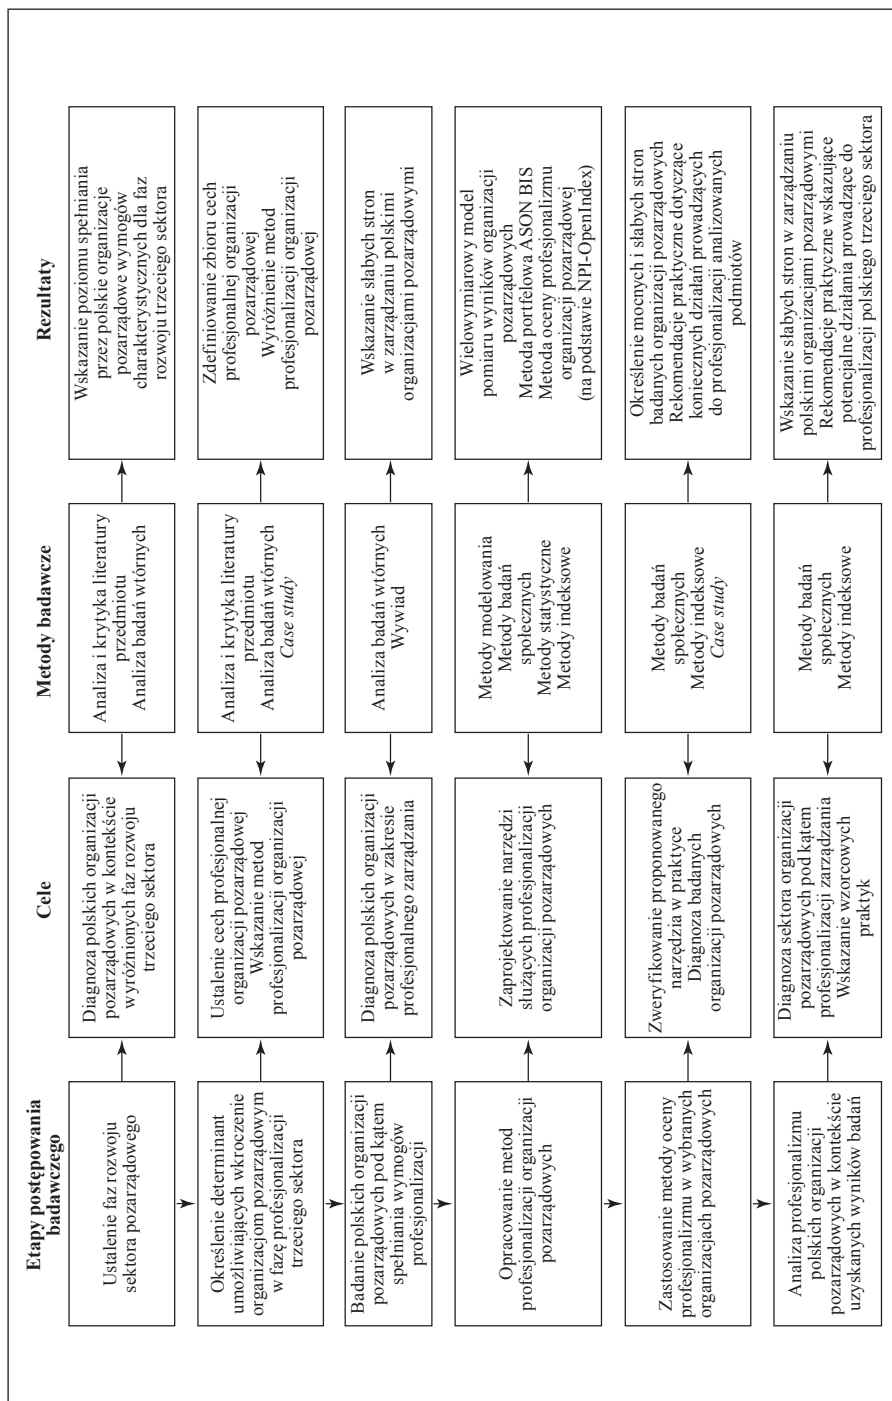 Etapy postępowania
badawczego
Cele
Metody badawcze
Rezultaty
Ustalenie faz rozwoju
sektora pozarządowego
Diagnoza polskich organizacji
pozarządowych w kontekście
wyróżnionych faz rozwoju
trzeciego sektora
Analiza i krytyka literatury
przedmiotu
Analiza badań wtórnych
Wskazanie poziomu spełniania
przez polskie organizacje
pozarządowe wymogów
charakterystycznych dla faz
rozwoju trzeciego sektora
Określenie determinant
umożliwiających wkroczenie
organizacjom pozarządowym
w fazę profesjonalizacji
trzeciego sektora
Ustalenie cech profesjonalnej
organizacji pozarządowej
Wskazanie metod
profesjonalizacji organizacji
pozarządowej
Analiza i krytyka literatury
przedmiotu
Analiza badań wtórnych
Case study
Zdefiniowanie zbioru cech
profesjonalnej organizacji
pozarządowej
Wyróżnienie metod
profesjonalizacji organizacji
pozarządowej
Badanie polskich organizacji
pozarządowych pod kątem
spełniania wymogów
profesjonalizacji
Diagnoza polskich organizacji
pozarządowych w zakresie
profesjonalnego zarządzania
Analiza badań wtórnych
Wywiad
Wskazanie słabych stron
w zarządzaniu polskimi
organizacjami pozarządowymi
Opracowanie metod
profesjonalizacji organizacji
pozarządowych
Zaprojektowanie narzędzi
służących profesjonalizacji
organizacji pozarządowych
Metody modelowania
Metody badań
społecznych
Metody statystyczne
Metody indeksowe
Wielowymiarowy model
pomiaru wyników organizacji
pozarządowych
Metoda portfelowa ASON BIS
Metoda oceny profesjonalizmu
organizacji pozarządowej
(na podstawie NPI-OpenIndex)
Zastosowanie metody oceny
profesjonalizmu w wybranych
organizacjach pozarządowych
Zweryfikowanie proponowanego
narzędzia w praktyce
Diagnoza badanych
organizacji pozarządowych
Metody badań
społecznych
Metody indeksowe
Case study
Określenie mocnych i słabych stron
badanych organizacji pozarządowych
Rekomendacje praktyczne dotyczące
koniecznych działań prowadzących
do profesjonalizacji analizowanych
podmiotów
Analiza profesjonalizmu
polskich organizacji
pozarządowych w kontekście
uzyskanych wyników badań
Diagnoza sektora organizacji
pozarządowych pod kątem
profesjonalizacji zarządzania
Wskazanie wzorcowych
praktyk
Metody badań
społecznych
Metody indeksowe
Wskazanie słabych stron w zarządzaniu
polskimi organizacjami pozarządowymi
Rekomendacje praktyczne wskazujące
potencjalne działania prowadzące do
profesjonalizacji polskiego trzeciego sektora